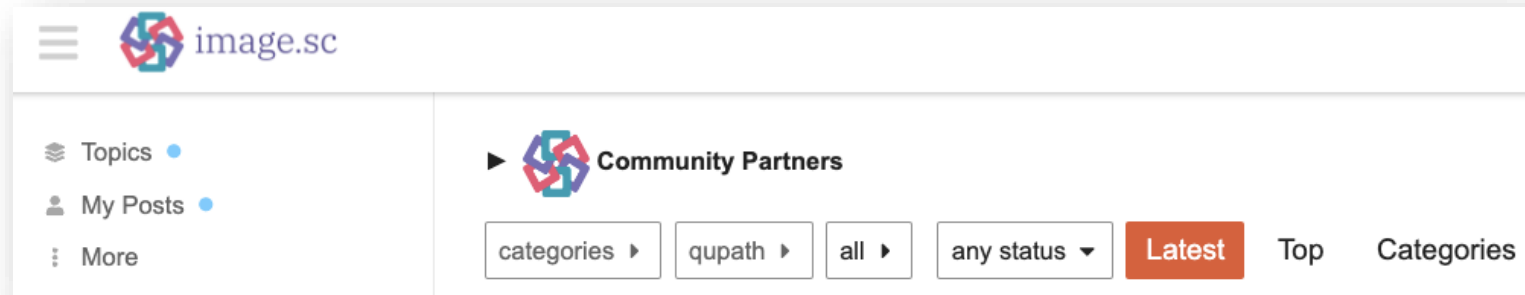 image.sc
Topics
My Posts
More
Community Partners
categories qupath all any status Latest Top Categories